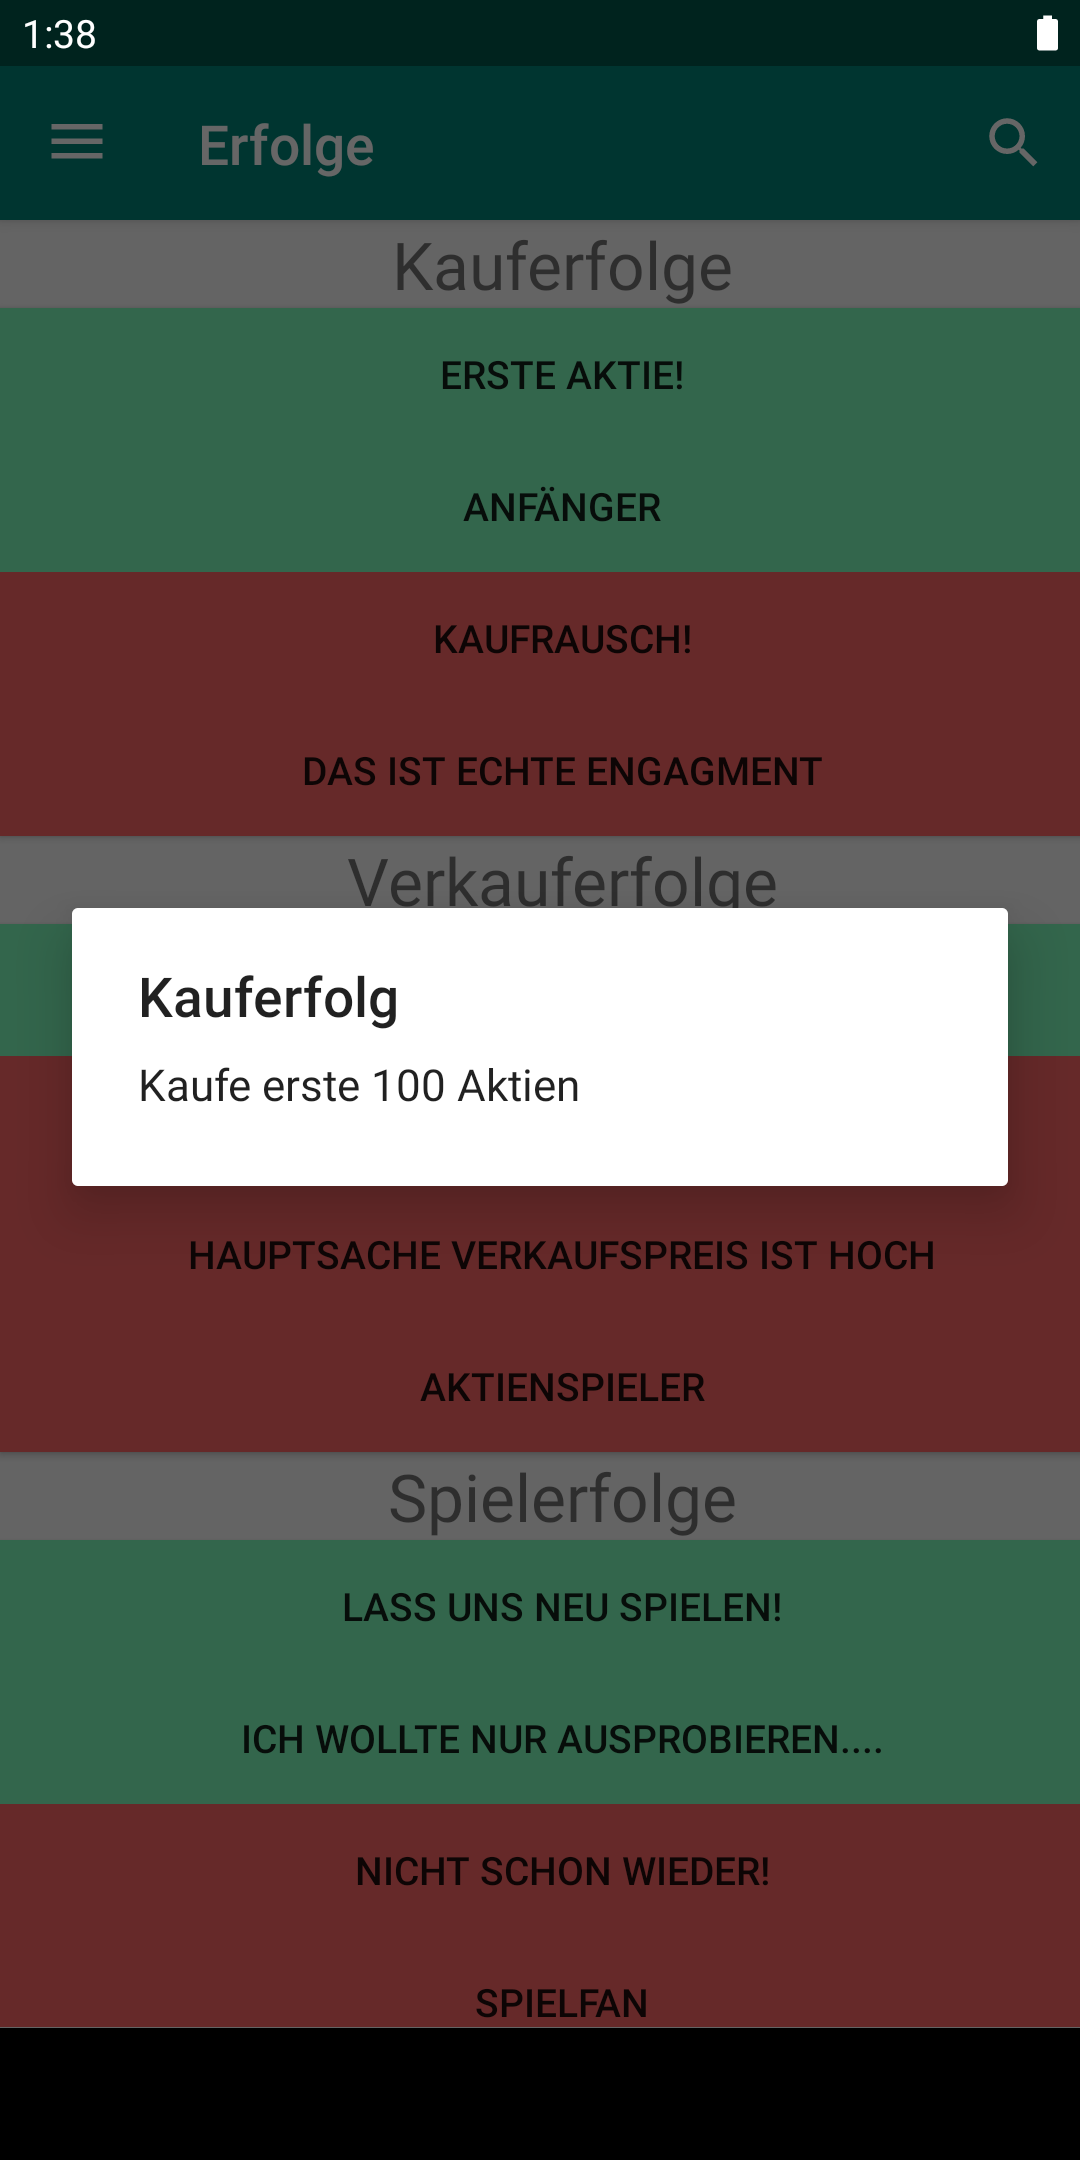 1:38
Erfolge
Kauferfolge
ERSTE AKTIE!
ANFÄNGER
KAUFRAUSCH!
DAS IST ECHTE ENGAGMENT
Verkauferfolge
Kauferfolg
Kaufe erste 100 Aktien
HAUPTSACHE VERKAUFSPREIS IST HOCH
AKTIENSPIELER
Spielerfolge
LASS UNS NEU SPIELEN!
ICH WOLLTE NUR AUSPROBIEREN....
NICHT SCHON WIEDER!
SPIELFAN